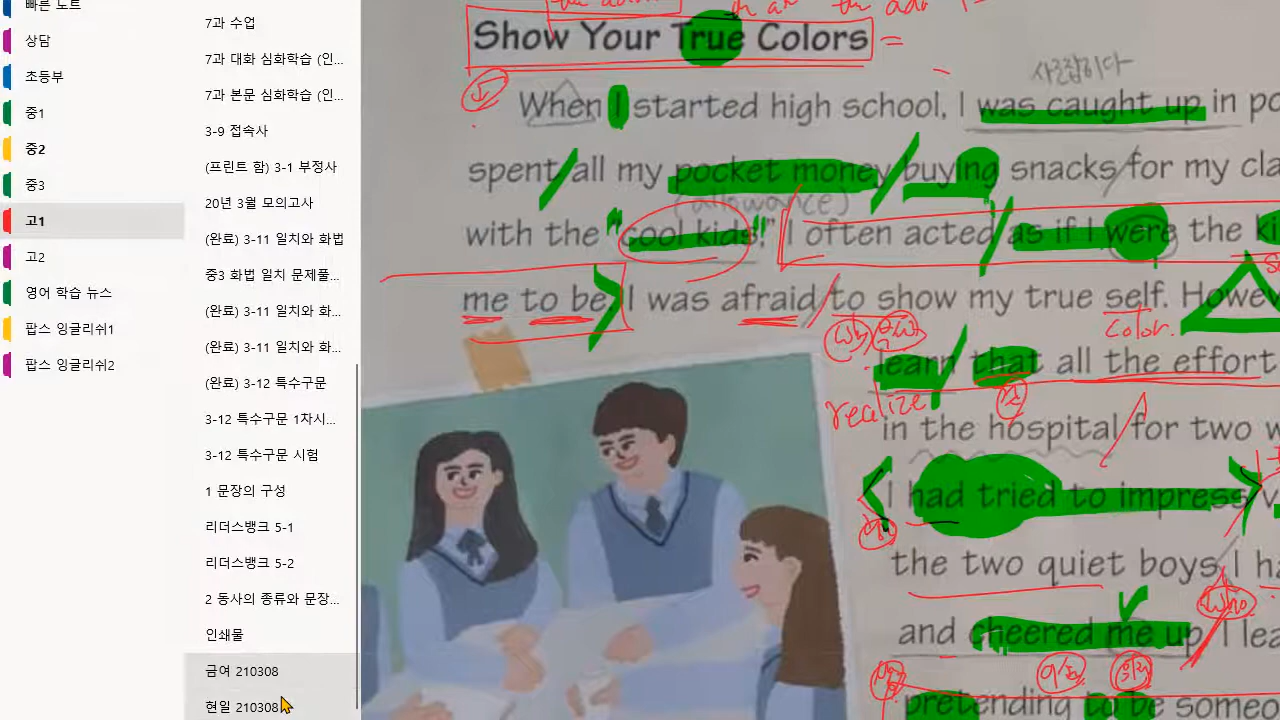 빠른 노트
상담
초등부
중1
중2
중3
고1
고2
영어 학습 뉴스
팝스 잉글리쉬1
팝스 잉글리쉬2
7과 수업
7과 대화 심화학습 (인...
7과 본문 심화학습 (인...
3-9 접속사
(프린트 함) 3-1 부정사
20년 3월 모의고사
(완료) 3-11 일치와 화법
중3 화법 일치 문제풀...
(완료) 3-11 일치와 화...
(완료) 3-11 일치와 화...
(완료) 3-12 특수구문
3-12 특수구문 1차시...
3-12 특수구문 시험
1 문장의 구성
리더스뱅크 5-1
리더스뱅크 5-2
2 동사의 종류와 문장...
인쇄물
금여 210308
현일 210308
Show Your True Colors =
사로잡히다
When I started high school, I was caught up in po
spent all my pocket money buying snacks for my cla
(allowance)
with the "cool kids." I often acted as if I were the ki
me to be. I was afraid to show my true self. Howev
color.
learn that all the effort
realize
in the hospital for two w
I had tried to impress v
the two quiet boys, I ha
who
and cheered me up, I lea
pretending to be someo